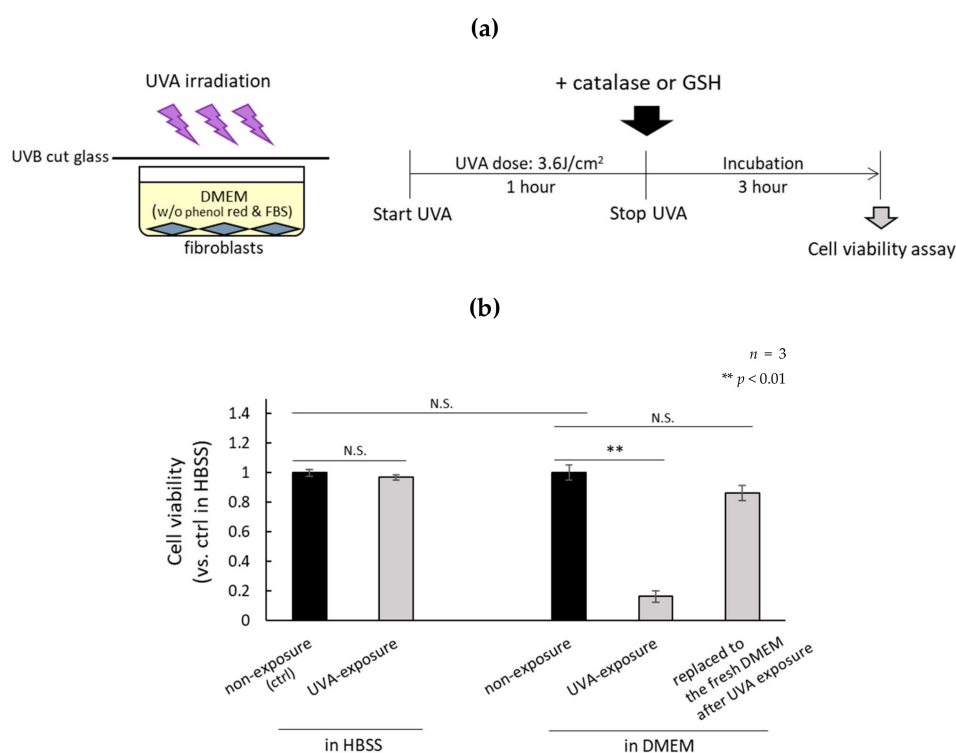 (a)
UVA irradiation
UVB cut glass
DMEM
(w/o phenol red & FBS)
fibroblasts
+ catalase or GSH
UVA dose: 3.6J/cm²
Incubation
1 hour
3 hour
Start UVA
Stop UVA
Cell viability assay
(b)
n = 3
** p < 0.01
N.S.
N.S.
N.S.
**
Cell viability
(vs. ctrl in HBSS)
1.4
1.2
1
0.8
0.6
0.4
0.2
0
non-exposure
(ctrl)
UVA-exposure
non-exposure
UVA-exposure
replaced to
the fresh DMEM
after UVA exposure
in HBSS
in DMEM